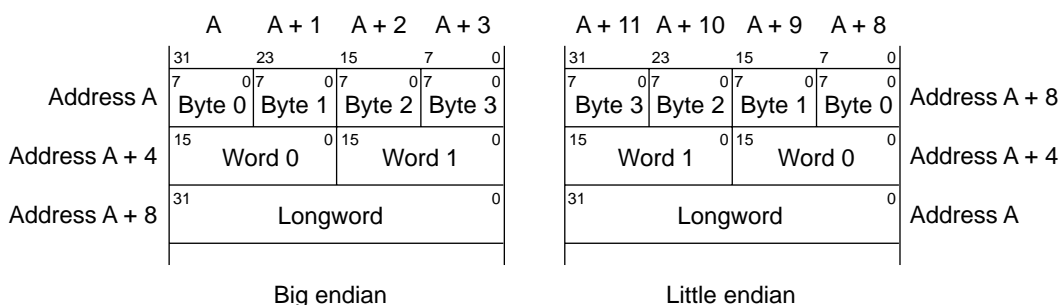 A A + 1 A + 2 A + 3 A + 11 A + 10 A + 9 A + 8
31 23 15 7 0 31 23 15 7 0
7 0 7 0 7 0 7 0 7 0 7 0 7 0 7 0
Address A Byte 0 Byte 1 Byte 2 Byte 3 Byte 3 Byte 2 Byte 1 Byte 0 Address A + 8
15 0 15 0 15 0 15 0
Address A + 4 Word 0 Word 1 Word 1 Word 0 Address A + 4
31 0 31 0
Address A + 8 Longword Longword Address A
Big endian Little endian